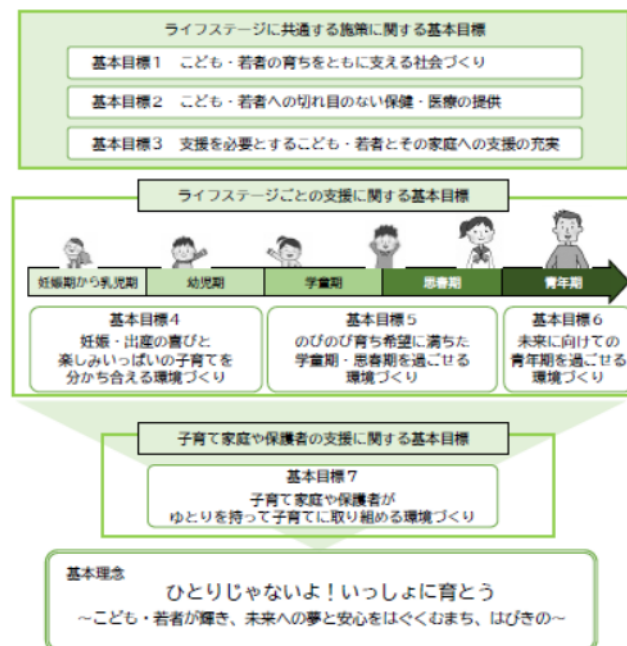 ライフステージに共通する施策に関する基本目標
基本目標1　こども・若者の育ちをともに支える社会づくり
基本目標2　こども・若者への切れ目のない保健・医療の提供
基本目標3　支援を必要とするこども・若者とその家庭への支援の充実
ライフステージごとの支援に関する基本目標
妊娠期から乳児期
幼児期
学童期
思春期
青年期
基本目標4
妊娠・出産の喜びと
楽しみいっぱいの子育てを
分かち合える環境づくり
基本目標5
のびのび育ち希望に満ちた
学童期・思春期を過ごせる
環境づくり
基本目標6
未来に向けての
青年期を過ごせる
環境づくり
子育て家庭や保護者の支援に関する基本目標
基本目標7
子育て家庭や保護者が
ゆとりを持って子育てに取り組める環境づくり
基本理念
ひとりじゃないよ！いっしょに育とう
～こども・若者が輝き、未来への夢と安心をはぐくむまち、はびきの～